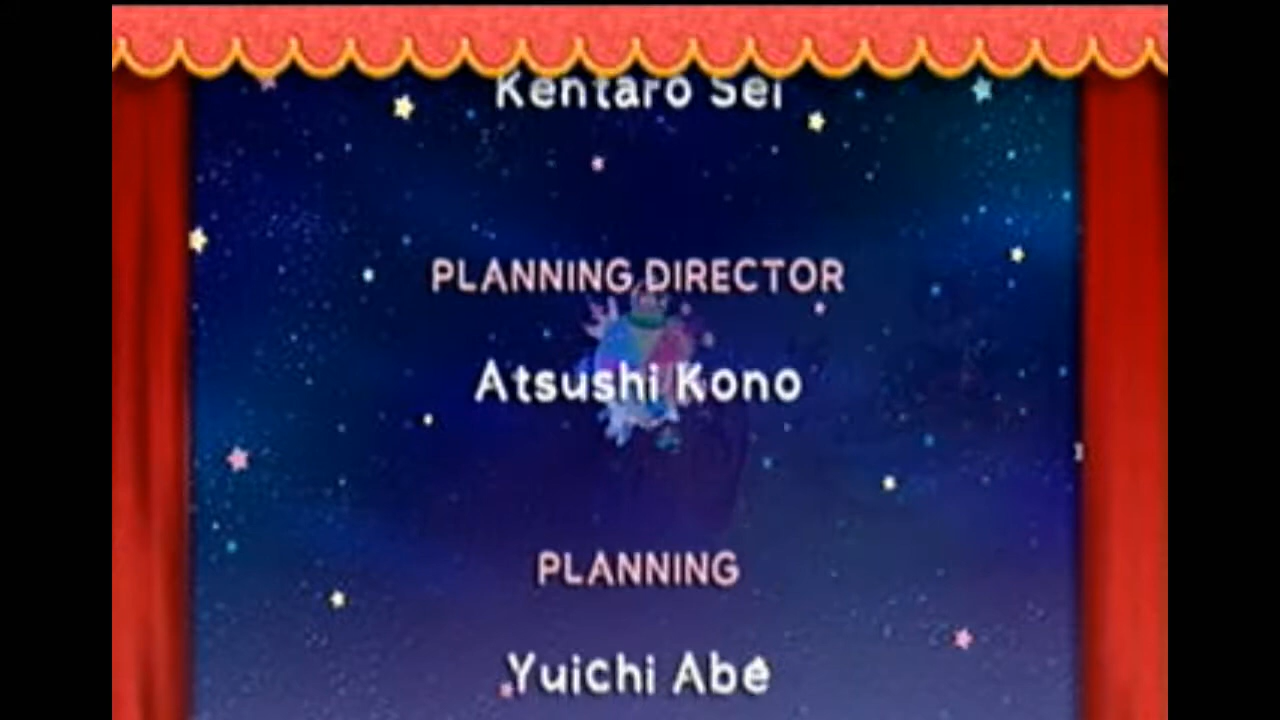 Kentaro Sei
PLANNING DIRECTOR
Atsushi Kono
PLANNING
Yuichi Abe